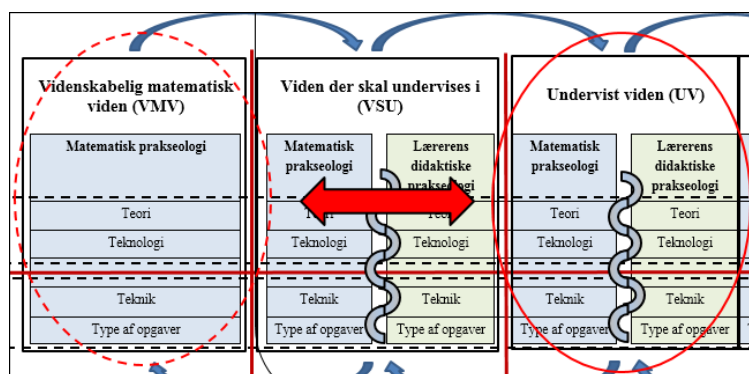 Videnskabelig matematisk
viden (VMV)
Matematisk prakseologi
Teori
Teknologi
Teknik
Type af opgaver
Viden der skal undervises i
(VSU)
Matematisk
prakseologi
Teknologi
Teknik
Type af opgaver
Lærerens
didaktiske
prakseologi
Teknologi
Teknik
Type af opgaver
Undervist viden (UV)
Matematisk
prakseologi
Teori
Teknologi
Teknik
Type af opgaver
Lærerens
didaktiske
prakseologi
Teori
Teknologi
Teknik
Type af opgaver